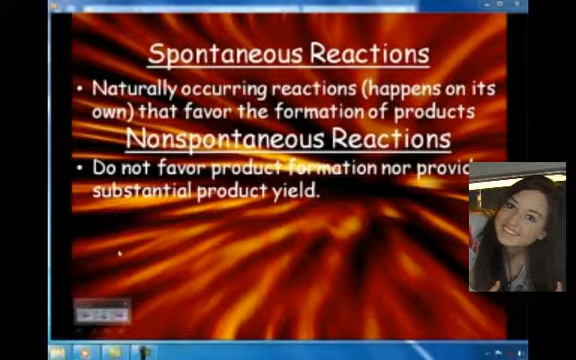 Spontaneous Reactions
• Naturally occurring reactions (happens on its
own) that favor the formation of products
Nonspontaneous Reactions
• Do not favor product formation nor provid
substantial product yield.